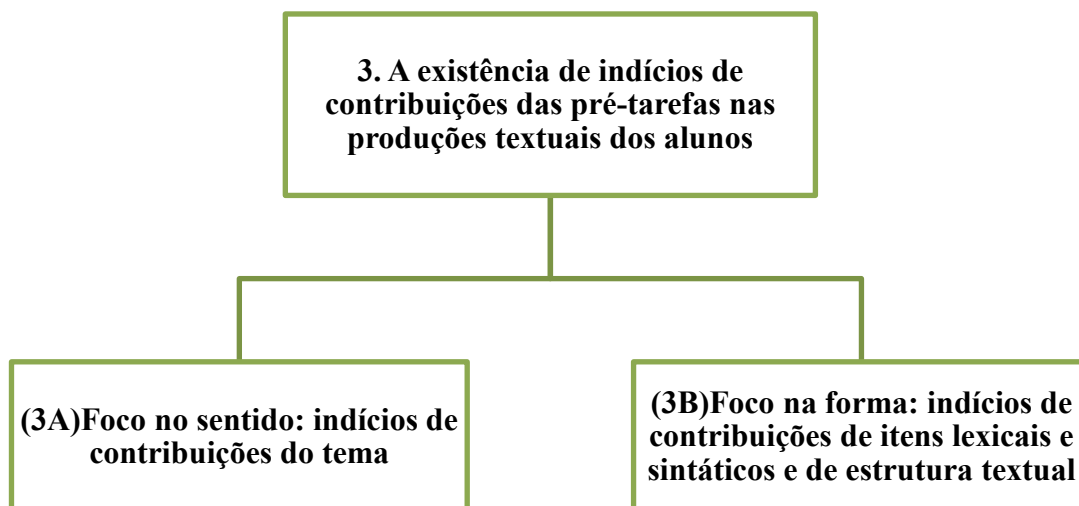 3. A existência de indícios de
contribuições das pré-tarefas nas
produções textuais dos alunos
(3A)Foco no sentido: indícios de
contribuições do tema
(3B)Foco na forma: indícios de
contribuições de itens lexicais e
sintáticos e de estrutura textual